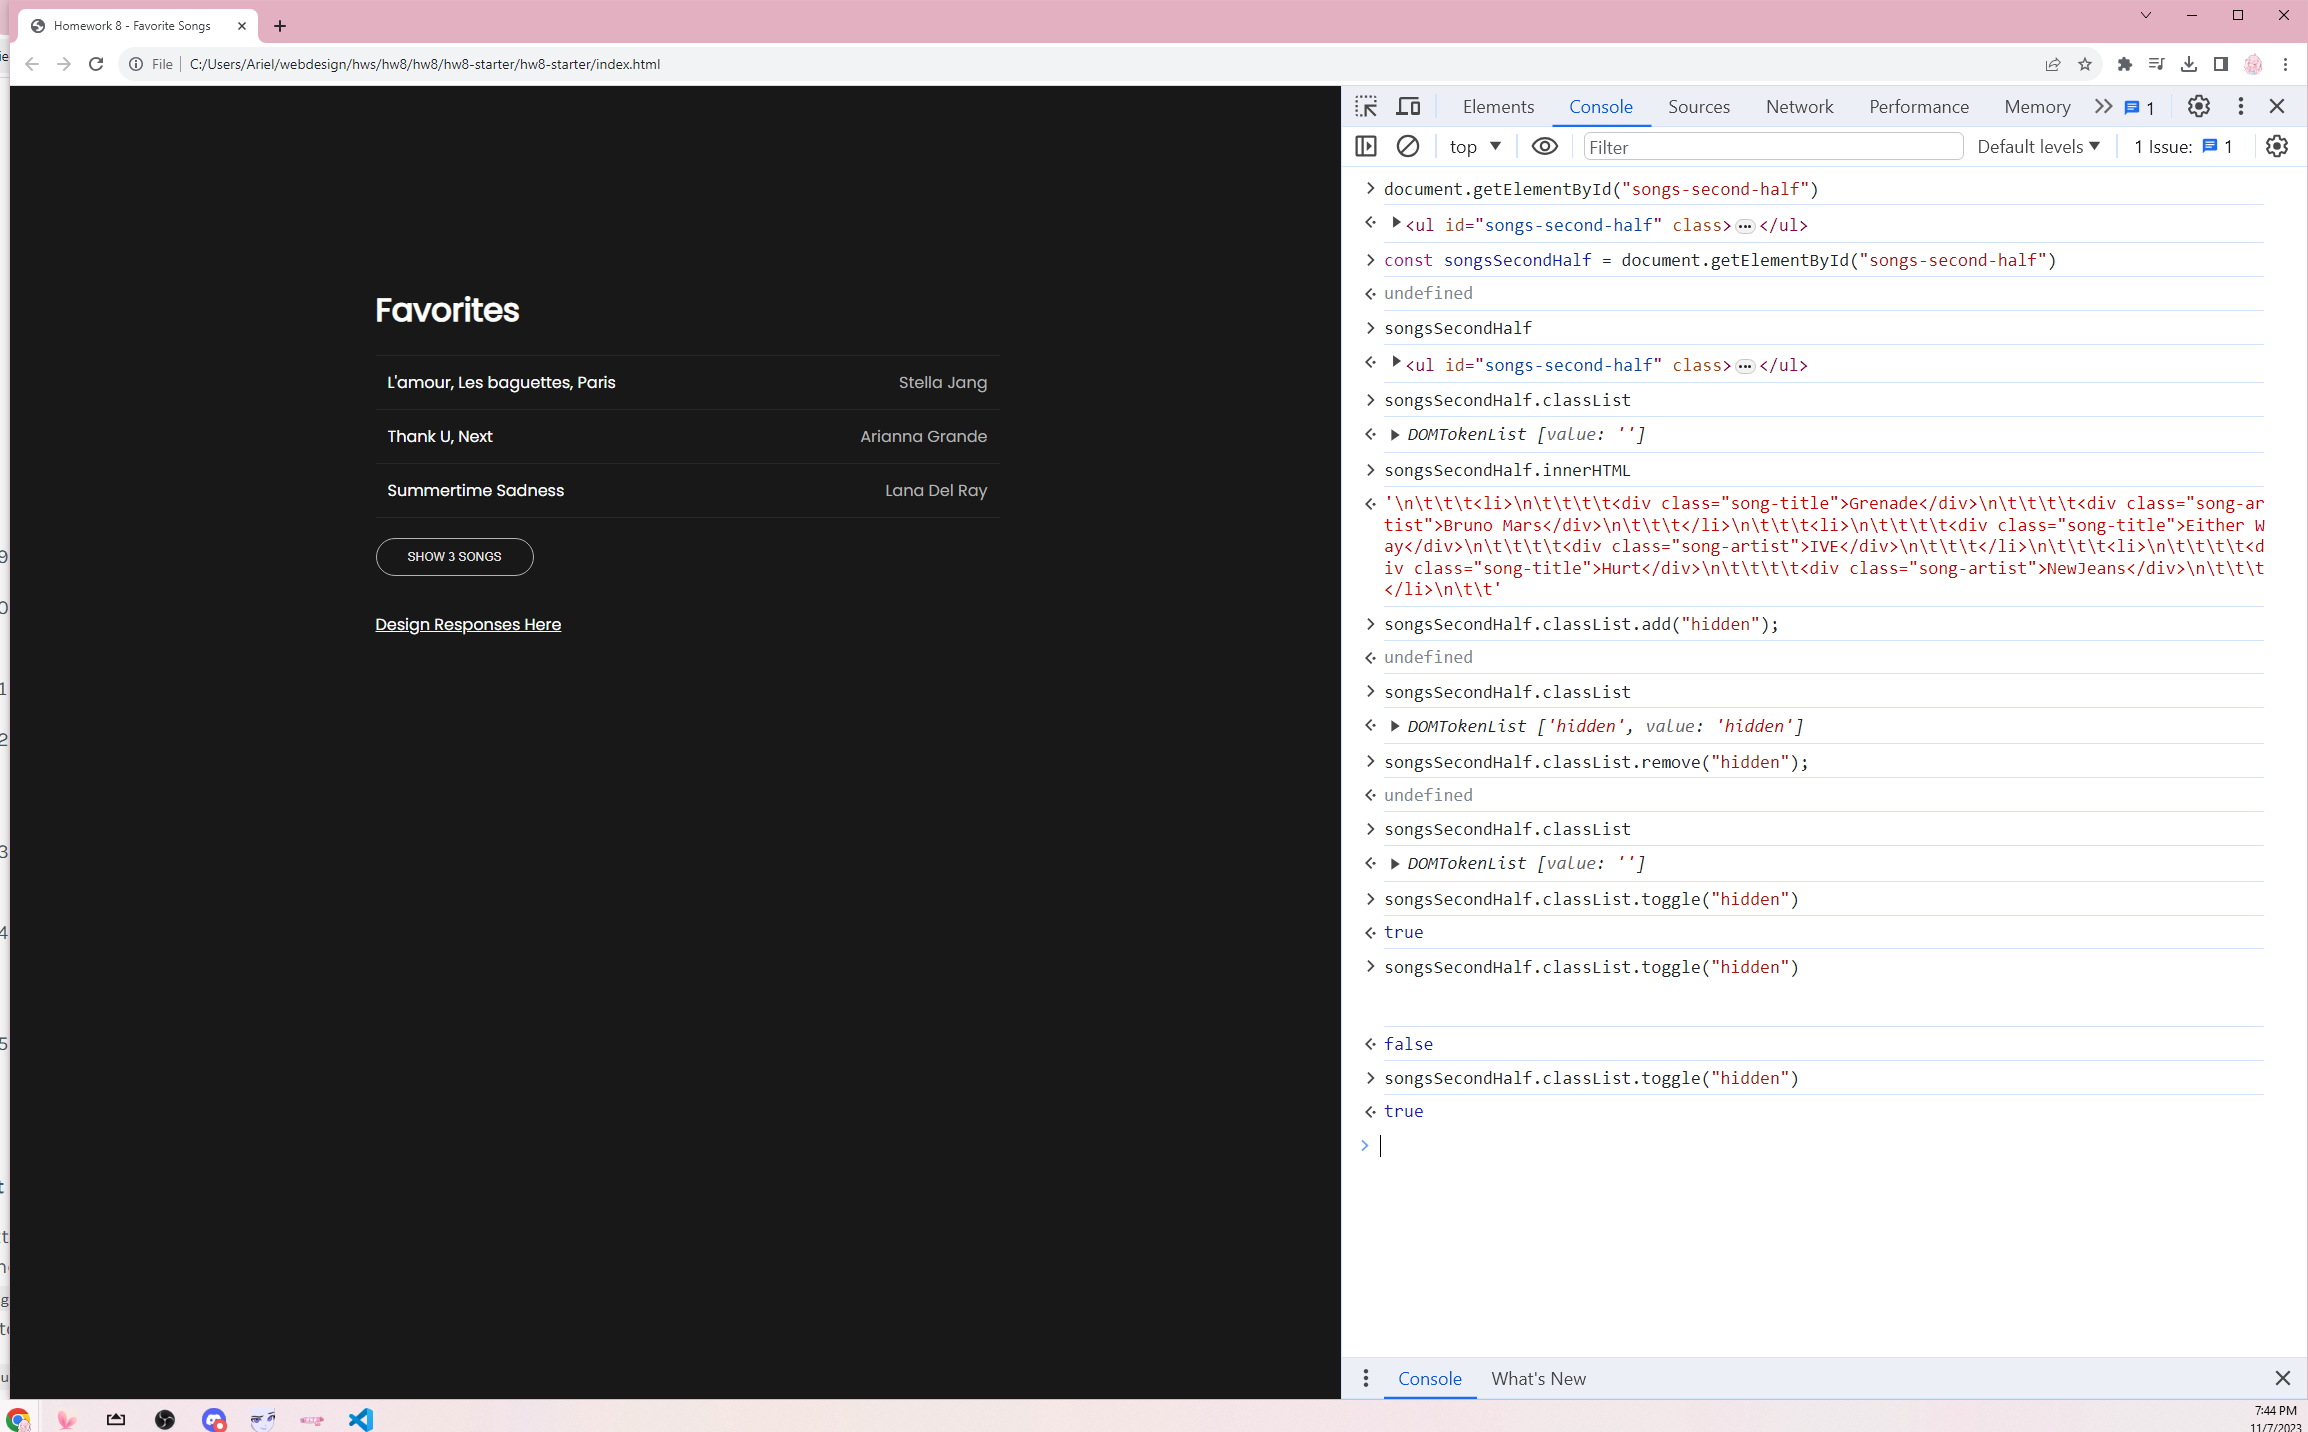 Homework 8 - Favorite Songs
File | C:/Users/Ariel/webdesign/hws/hw8/hw8/hw8-starter/hw8-starter/index.html
Favorites
L'amour, Les baguettes, Paris Stella Jang
Thank U, Next Arianna Grande
Summertime Sadness Lana Del Ray
SHOW 3 SONGS
Design Responses Here
Elements Console Sources Network Performance Memory 1
top Filter Default levels 1 Issue: 1
document.getElementById("songs-second-half")
<ul id="songs-second-half" class>…</ul>
const songsSecondHalf = document.getElementById("songs-second-half")
undefined
songsSecondHalf
<ul id="songs-second-half" class>…</ul>
songsSecondHalf.classList
DOMTokenList [value: '']
songsSecondHalf.innerHTML
'\n\t\t\t<li>\n\t\t\t\t<div class="song-title">Grenade</div>\n\t\t\t\t<div class="song-ar
tist">Bruno Mars</div>\n\t\t\t</li>\n\t\t\t<li>\n\t\t\t\t<div class="song-title">Either W
ay</div>\n\t\t\t\t<div class="song-artist">IVE</div>\n\t\t\t</li>\n\t\t\t<li>\n\t\t\t\t<d
iv class="song-title">Hurt</div>\n\t\t\t\t<div class="song-artist">NewJeans</div>\n\t\t\t
</li>\n\t\t'
songsSecondHalf.classList.add("hidden");
undefined
songsSecondHalf.classList
DOMTokenList ['hidden', value: 'hidden']
songsSecondHalf.classList.remove("hidden");
undefined
songsSecondHalf.classList
DOMTokenList [value: '']
songsSecondHalf.classList.toggle("hidden")
true
songsSecondHalf.classList.toggle("hidden")
false
songsSecondHalf.classList.toggle("hidden")
true
Console What's New
7:44 PM
11/7/2023